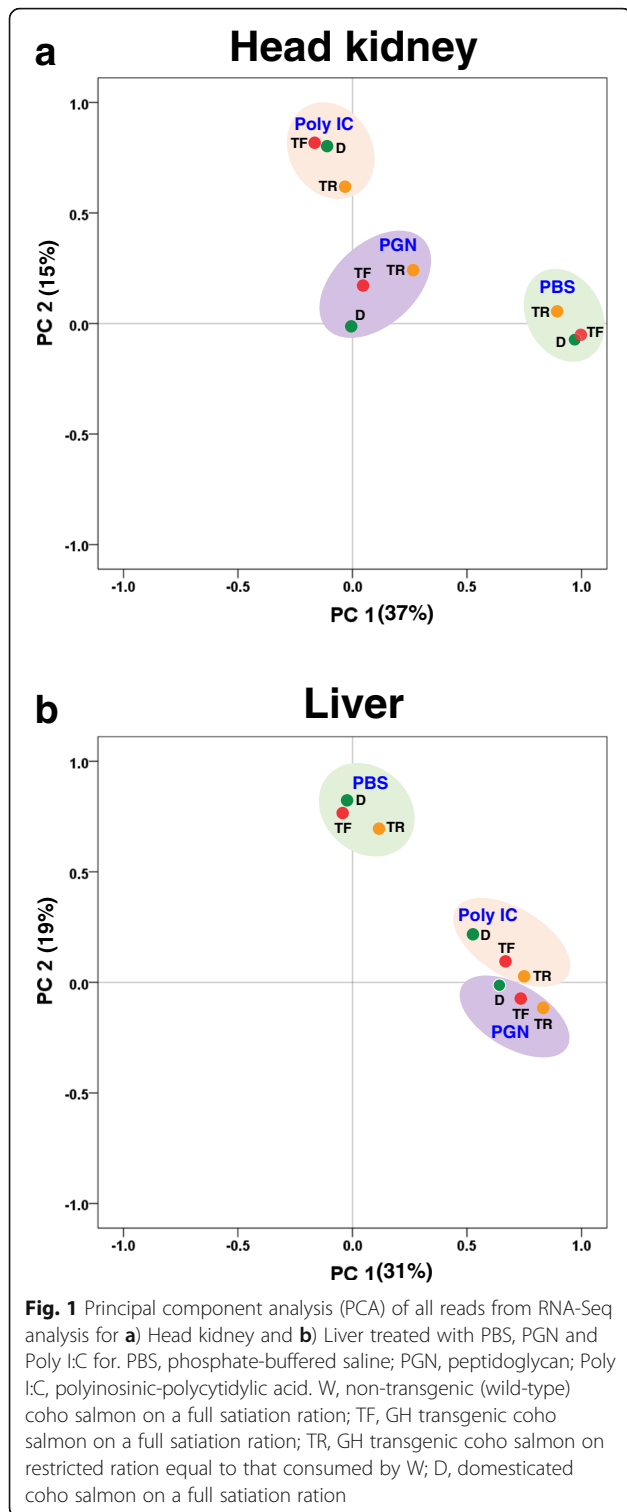 a Head kidney
1.0
Poly IC
TF D
TR
0.5
PGN
TF TR
PBS
TR
D
D TF
0.0
PC 2 (15%)
-0.5
-1.0
-1.0 -0.5 0.0 0.5 1.0
PC 1 (37%)
b Liver
1.0
PBS
D
TF TR
0.5
Poly IC
D
TF
TR
0.0
D TF TR
PGN
PC 2 (19%)
-0.5
-1.0
-1.0 -0.5 0.0 0.5 1.0
PC 1 (31%)
Fig. 1 Principal component analysis (PCA) of all reads from RNA-Seq
analysis for a) Head kidney and b) Liver treated with PBS, PGN and
Poly I:C for. PBS, phosphate-buffered saline; PGN, peptidoglycan; Poly
I:C, polyinosinic-polycytidylic acid. W, non-transgenic (wild-type)
coho salmon on a full satiation ration; TF, GH transgenic coho
salmon on a full satiation ration; TR, GH transgenic coho salmon on
restricted ration equal to that consumed by W; D, domesticated
coho salmon on a full satiation ration